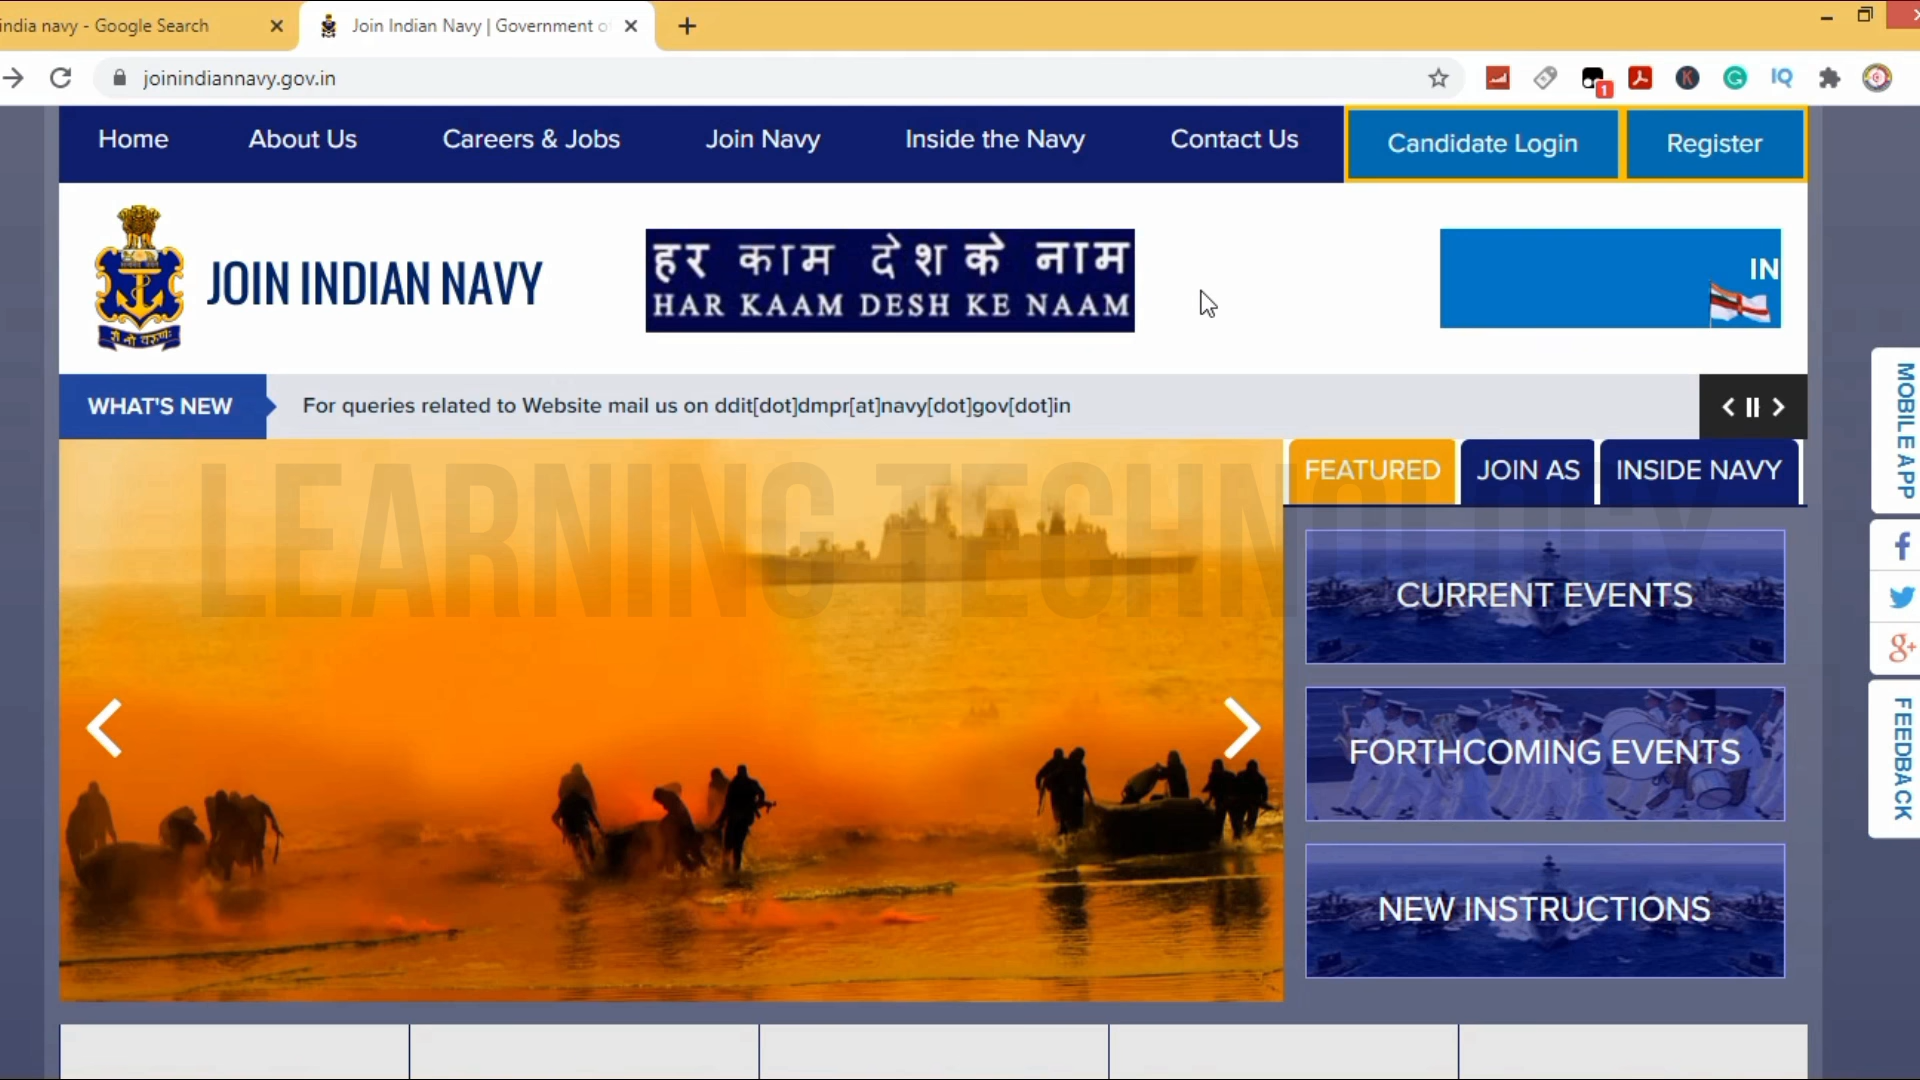 india navy - Google Search
Join Indian Navy | Government o
joinindiannavy.gov.in
1
IQ
Home
About Us
Careers & Jobs
Join Navy
Inside the Navy
Contact Us
Candidate Login
Register
JOIN INDIAN NAVY
हर काम देश के नाम
HAR KAAM DESH KE NAAM
IN
WHAT'S NEW
For queries related to Website mail us on ddit[dot]dmpr[at]navy[dot]gov[dot]in
FEATURED
JOIN AS
INSIDE NAVY
LEARNING TECHNOLOGY
CURRENT EVENTS
FORTHCOMING EVENTS
NEW INSTRUCTIONS
MOBILE APP
FEEDBACK